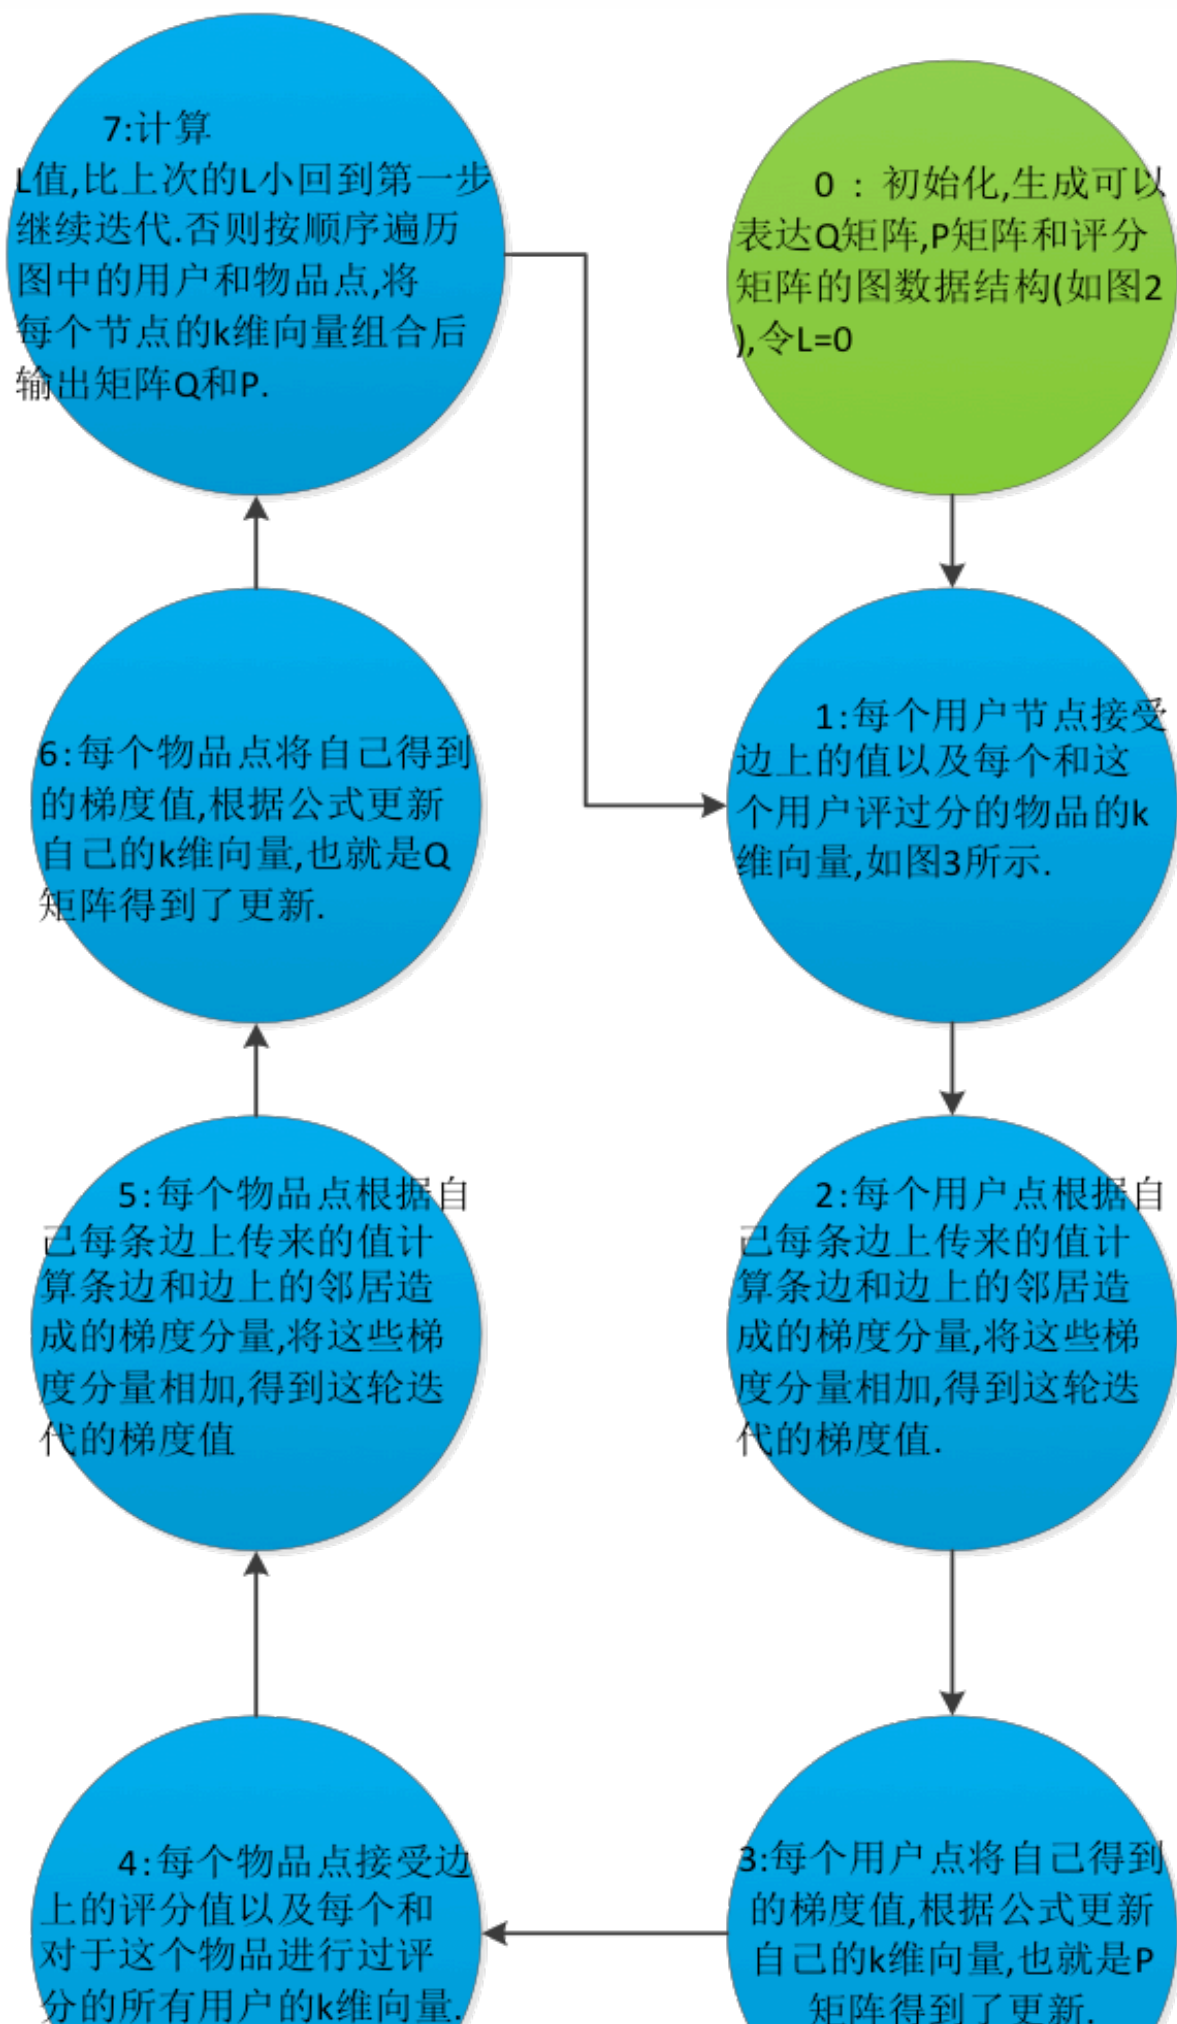 7:计算
L值,比上次的L小回到第一步
继续迭代.否则按顺序遍历
图中的用户和物品点,将
每个节点的k维向量组合后
输出矩阵Q和P.
0 : 初始化,生成可以
表达Q矩阵,P矩阵和评分
矩阵的图数据结构(如图2
),令L=0
6:每个物品点将自己得到
的梯度值,根据公式更新
自己的k维向量,也就是Q
矩阵得到了更新.
1:每个用户节点接受
边上的值以及每个和这
个用户评过分的物品的k
维向量,如图3所示.
5:每个物品点根据自
己每条边上传来的值计
算条边和边上的邻居造
成的梯度分量,将这些梯
度分量相加,得到这轮迭
代的梯度值
2:每个用户点根据自
己每条边上传来的值计
算条边和边上的邻居造
成的梯度分量,将这些梯
度分量相加,得到这轮迭
代的梯度值.
4:每个物品点接受边
上的评分值以及每个和
对于这个物品进行过评
分的所有用户的k维向量.
3:每个用户点将自己得到
的梯度值,根据公式更新
自己的k维向量,也就是P
矩阵得到了更新.